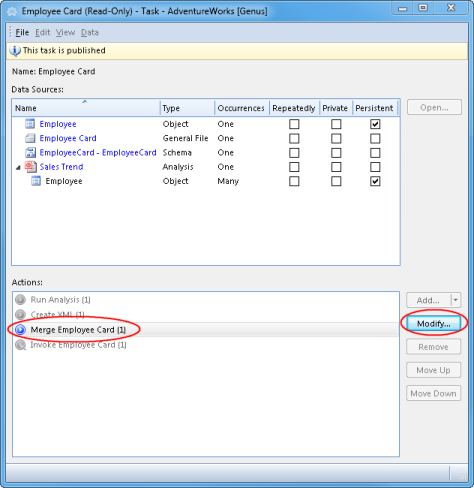 Employee Card (Read-Only) - Task - AdventureWorks [Genus]
File Edit View Data
This task is published
Name: Employee Card
Data Sources:
Name Type Occurrences Repeatedly Private Persistent
Open...
Employee Object One
Employee Card General File One
EmployeeCard - EmployeeCard Schema One
Sales Trend Analysis One
Employee Object Many
Actions:
Run Analysis (1)
Add...
Create XML (1)
Modify...
Merge Employee Card (1)
Invoke Employee Card (1)
Remove
Move Up
Move Down